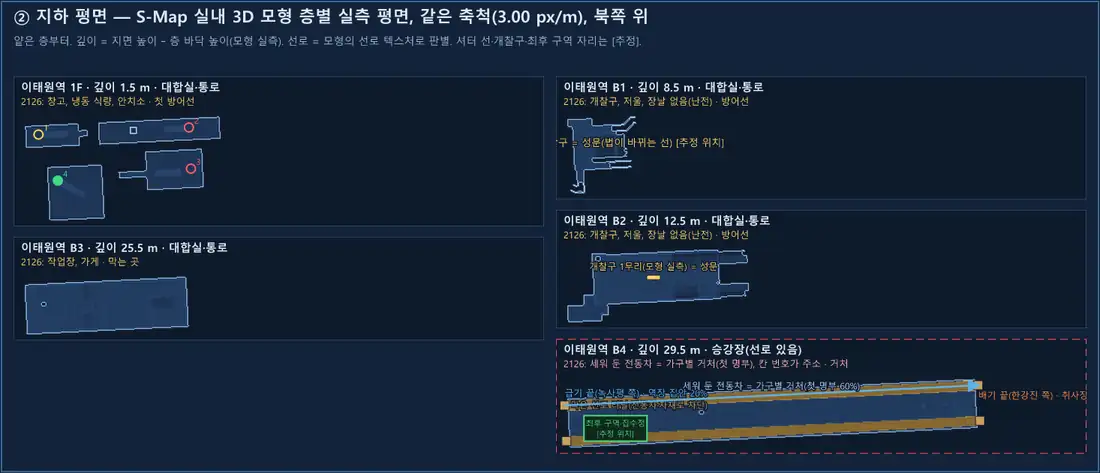 ② 지하 평면 — S-Map 실내 3D 모형 층별 실측 평면, 같은 축척(3.00 px/m), 북쪽 위
얕은 층부터. 깊이 = 지면 높이 − 층 바닥 높이(모형 실측). 선로 = 모형의 선로 텍스처로 판별. 셔터 선·개찰구·최후 구역 자리는 [추정].
이태원역 1F · 깊이 1.5 m · 대합실·통로
2126: 창고, 냉동 식량, 안치소 · 첫 방어선
1
2
3
4
이태원역 B1 · 깊이 8.5 m · 대합실·통로
2126: 개찰구, 저울, 장날 없음(난전) · 방어선
구 = 성문(법이 바뀌는 선) [추정 위치]
이태원역 B2 · 깊이 12.5 m · 대합실·통로
2126: 개찰구, 저울, 장날 없음(난전) · 방어선
개찰구 1무리(모형 실측) = 성문
이태원역 B3 · 깊이 25.5 m · 대합실·통로
2126: 작업장, 가게 · 막는 곳
이태원역 B4 · 깊이 29.5 m · 승강장(선로 있음)
2126: 세워 둔 전동차 = 가구별 거처(첫 명부), 칸 번호가 주소 · 거처
세워 둔 전동차 = 가구별 거처(첫 명부 60%)
급기 끝(녹사평 쪽)
배기 끝(한강진 쪽) · 취사장
최후 구역·집수정
[추정 위치]